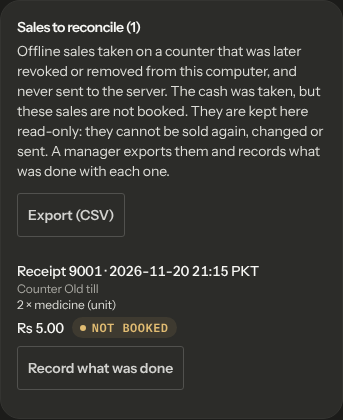 Sales to reconcile (1)
Offline sales taken on a counter that was later
revoked or removed from this computer, and
never sent to the server. The cash was taken, but
these sales are not booked. They are kept here
read-only: they cannot be sold again, changed or
sent. A manager exports them and records what
was done with each one.
Export (CSV)
Receipt 9001 · 2026-11-20 21:15 PKT
Counter Old till
2 × medicine (unit)
Rs 5.00 NOT BOOKED
Record what was done